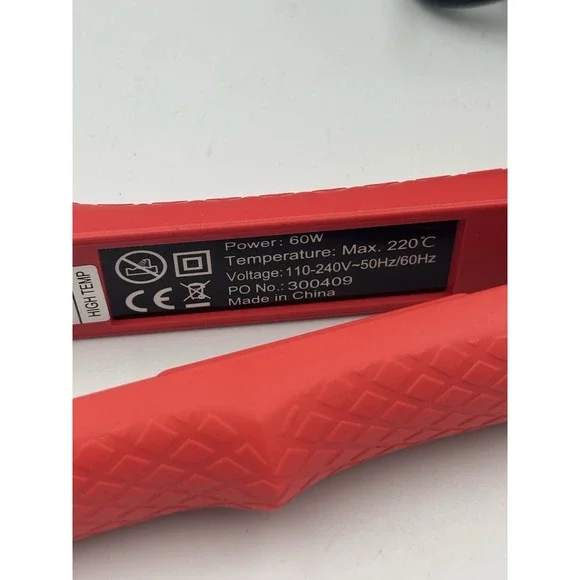 Power: 60W
Temperature: Max. 220℃
Voltage: 110-240V~50Hz/60Hz
PO No.: 300409
Made in China
CE
HIGH TEMP